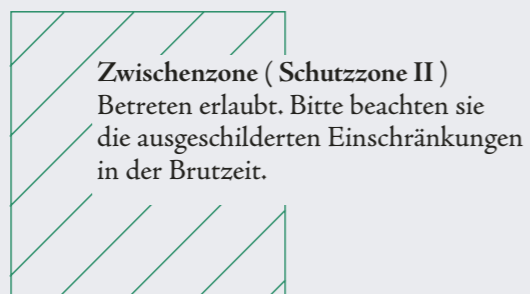 Zwischenzone ( Schutzzone II )
Betreten erlaubt. Bitte beachten sie
die ausgeschilderten Einschränkungen
in der Brutzeit.